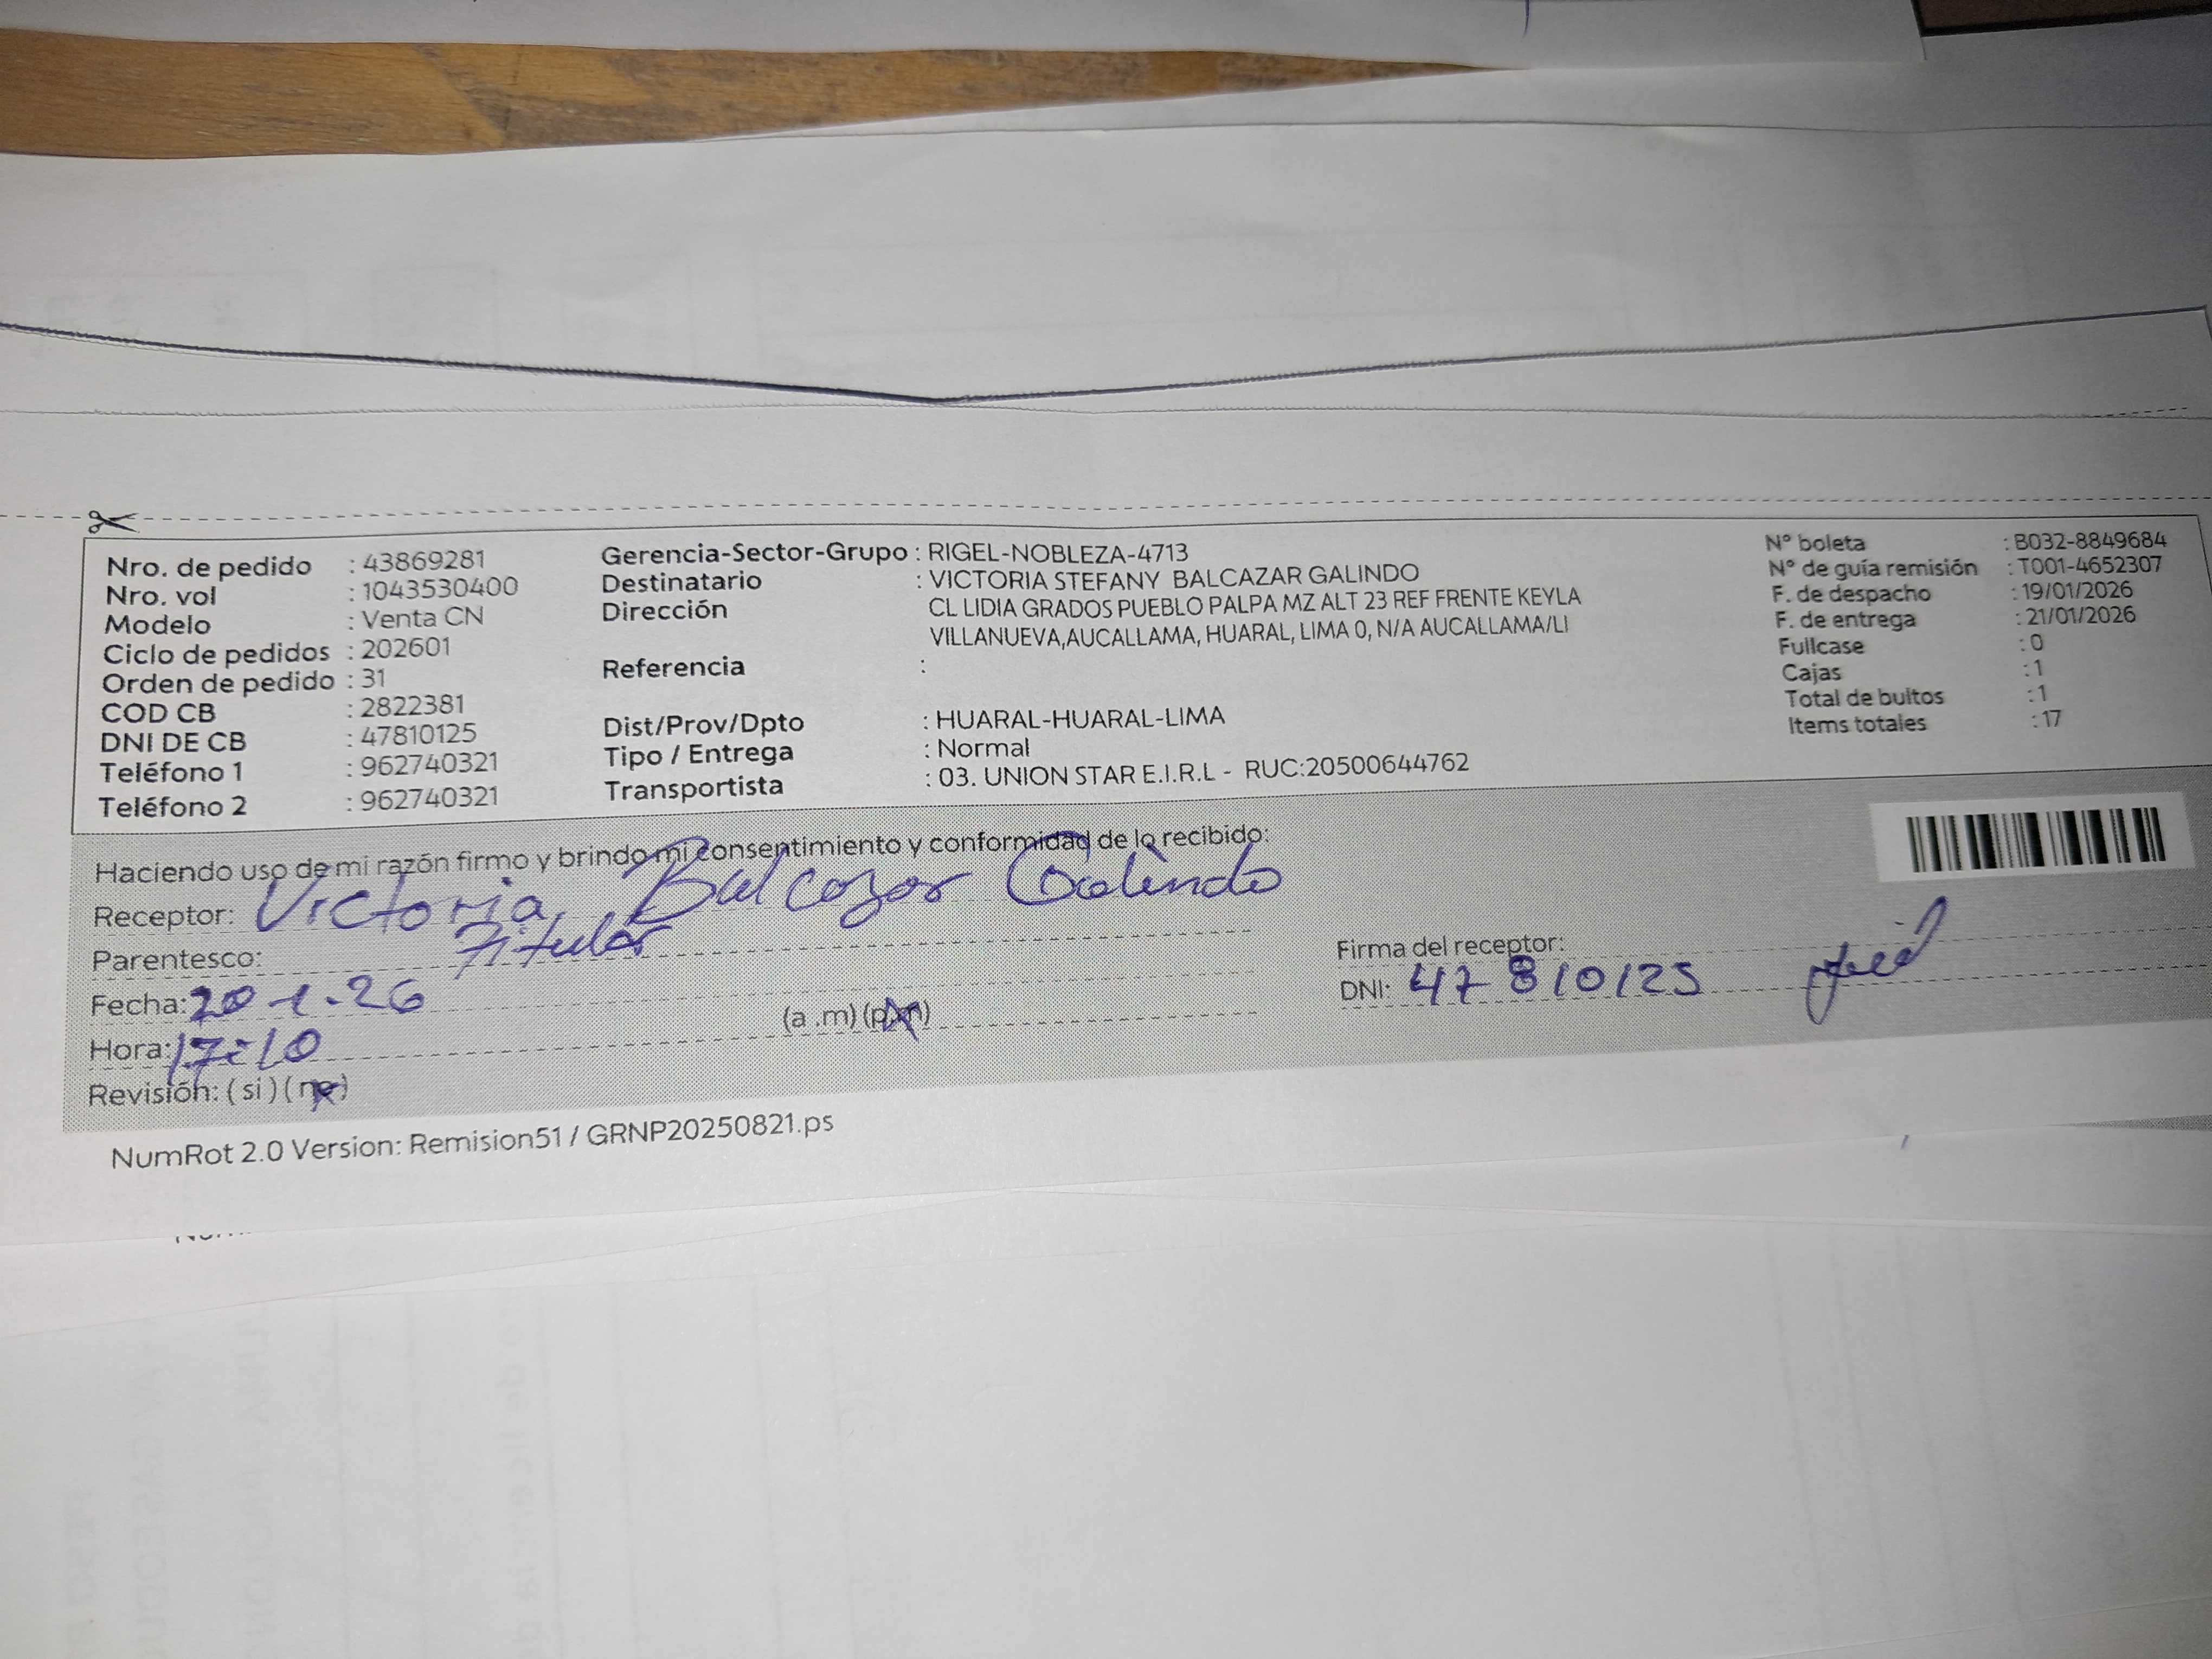 Nro. de pedido : 43869281
Nro. vol : 1043530400
Modelo : Venta CN
Ciclo de pedidos : 202601
Orden de pedido : 31
COD CB : 2822381
DNI DE CB : 47810125
Teléfono 1 : 962740321
Teléfono 2 : 962740321
Gerencia-Sector-Grupo : RIGEL-NOBLEZA-4713
Destinatario : VICTORIA STEFANY BALCAZAR GALINDO
Dirección CL LIDIA GRADOS PUEBLO PALPA MZ ALT 23 REF FRENTE KEYLA
VILLANUEVA,AUCALLAMA, HUARAL, LIMA 0, N/A AUCALLAMA/LI
Referencia :
Dist/Prov/Dpto : HUARAL-HUARAL-LIMA
Tipo / Entrega : Normal
Transportista : 03. UNION STAR E.I.R.L - RUC:20500644762
N° boleta : B032-8849684
N° de guía remisión : T001-4652307
F. de despacho : 19/01/2026
F. de entrega : 21/01/2026
Fullcase : 0
Cajas : 1
Total de bultos : 1
Items totales : 17
Haciendo uso de mi razón firmo y brindo mi consentimiento y conformidad de lo recibido:
Receptor: Victoria Balcazar Galindo
Parentesco: Titular
Fecha: 20-1-26
Hora: 17:10 (a .m) (p.m)
Revisión: ( si ) ( no )
Firma del receptor:
DNI: 47810125
NumRot 2.0 Version: Remision51 / GRNP20250821.ps